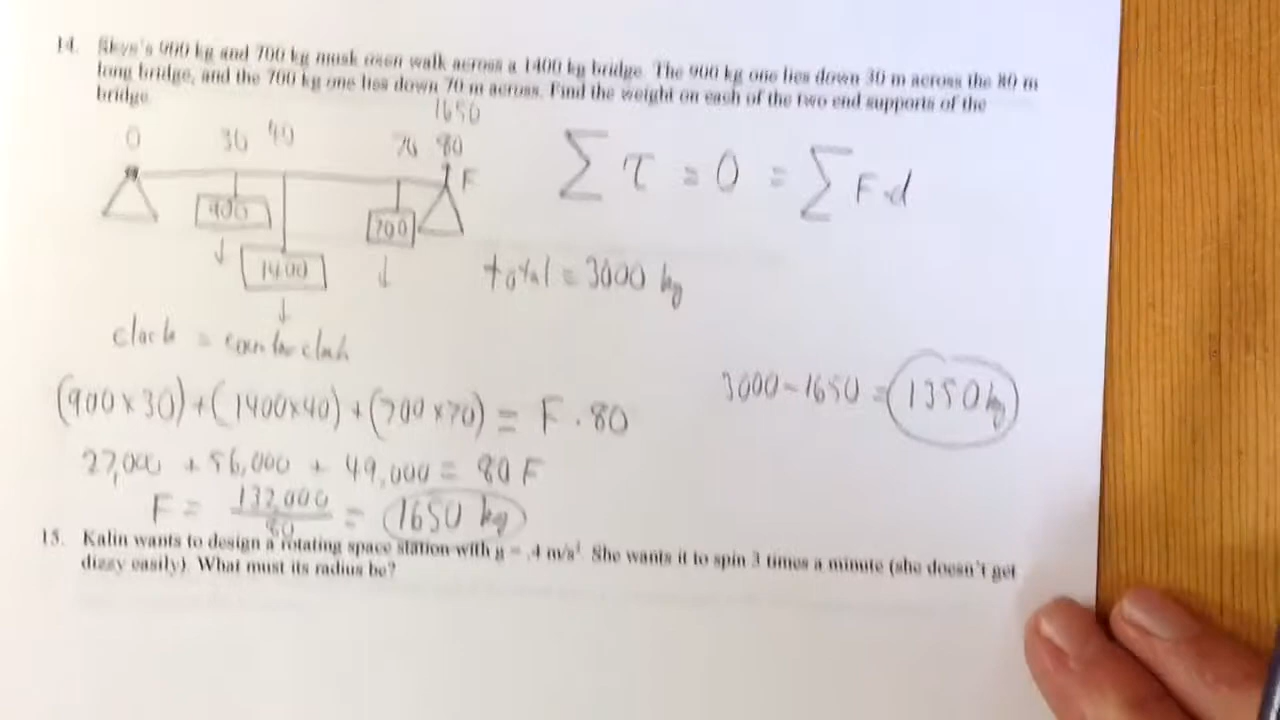 14. Skye's 900 kg and 700 kg musk oxen walk across a 1400 kg bridge. The 900 kg one lies down 30 m across the 80 m
long bridge, and the 700 kg one lies down 70 m across. Find the weight on each of the two end supports of the
bridge.
1650
0 30 40 70 80
F
Σ τ = 0 = Σ F·d
900
700
1400
total = 3000 kg
clock = counter clock
(900 x 30) + (1400 x 40) + (700 x 70) = F · 80
3000 - 1650 = 1350 kg
27,000 + 56,000 + 49,000 = 80 F
F = 132,000 / 80 = 1650 kg
15. Kalin wants to design a rotating space station with g = .4 m/s². She wants it to spin 3 times a minute (she doesn't get
dizzy easily). What must its radius be?